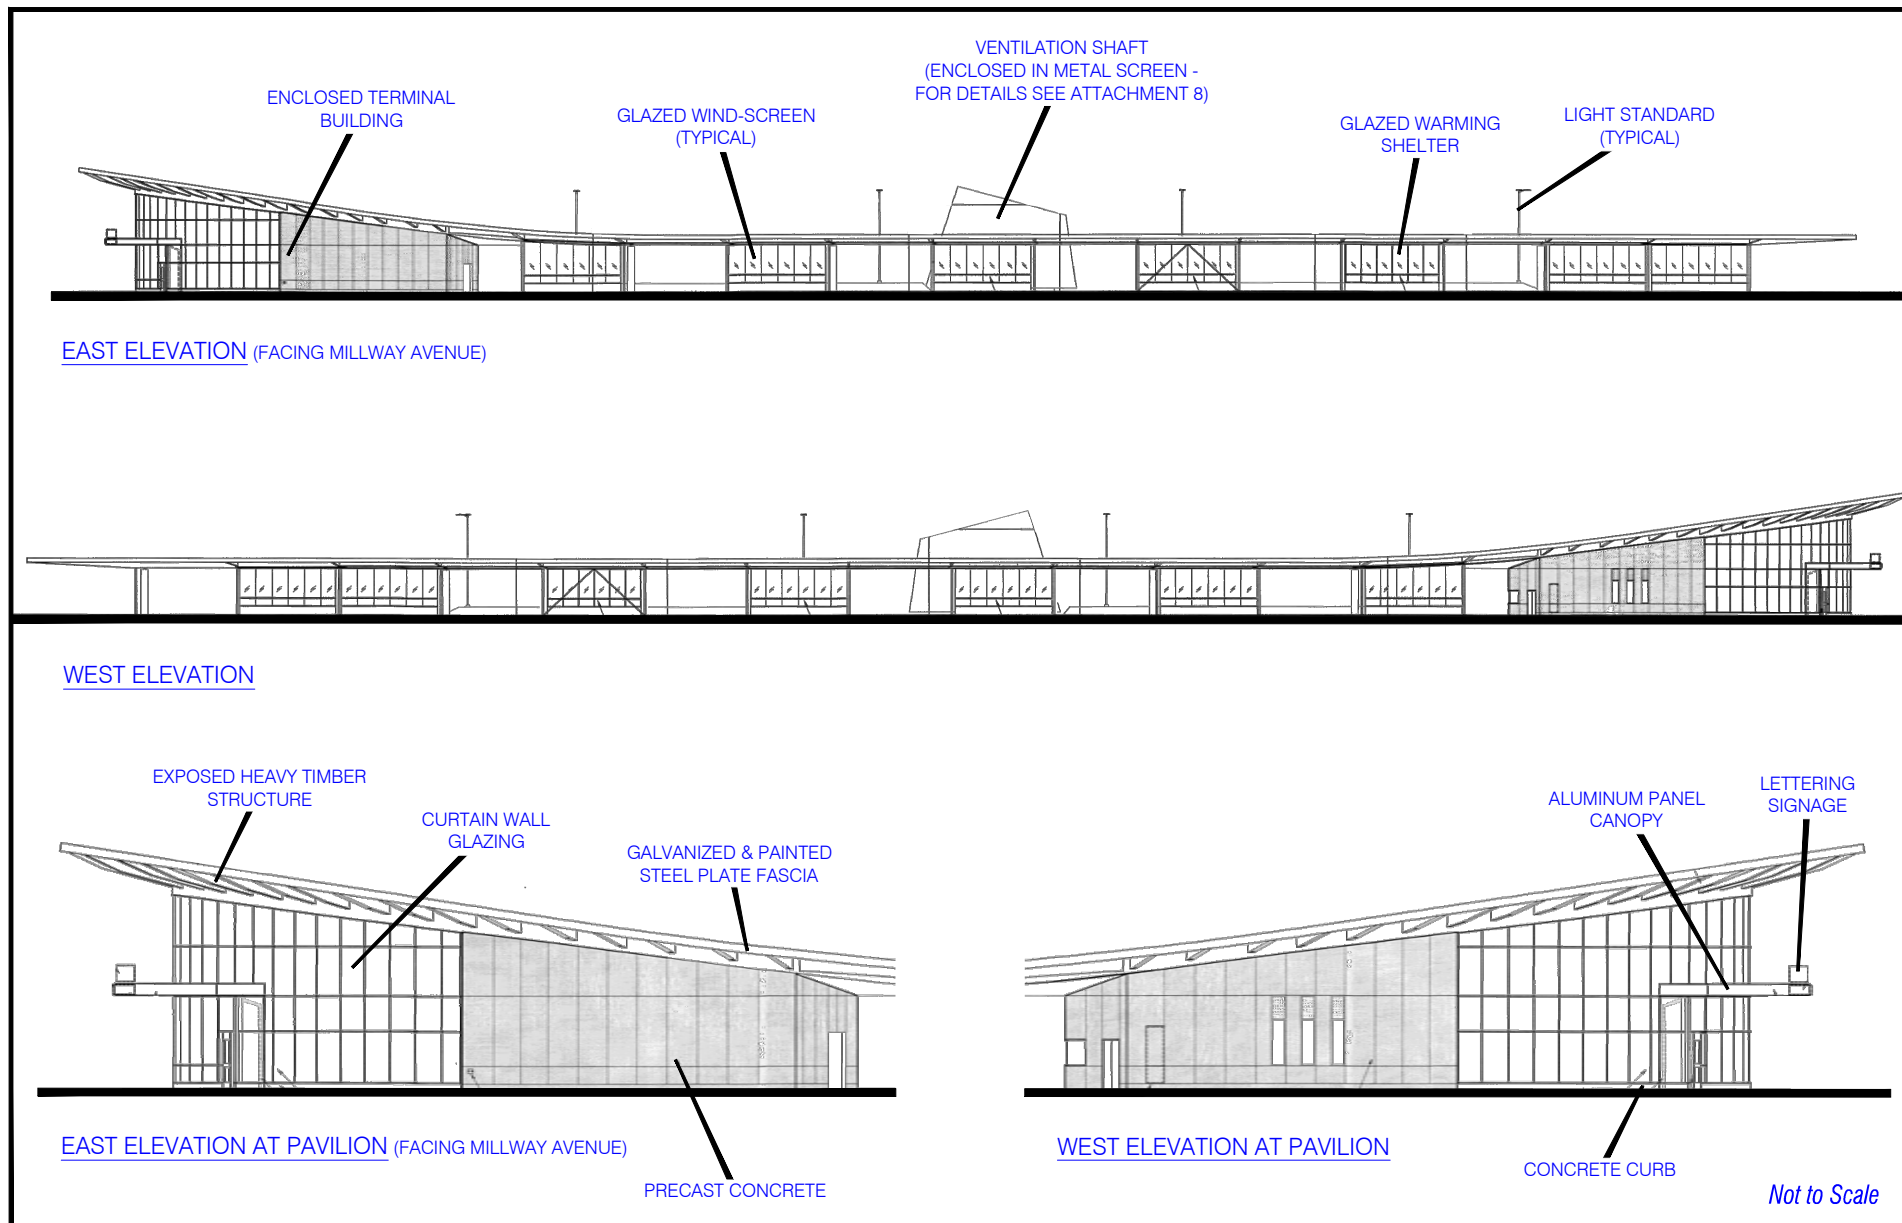 VENTILATION SHAFT
(ENCLOSED IN METAL SCREEN -
FOR DETAILS SEE ATTACHMENT 8)
ENCLOSED TERMINAL
BUILDING
GLAZED WIND-SCREEN
(TYPICAL)
GLAZED WARMING
SHELTER
LIGHT STANDARD
(TYPICAL)
EAST ELEVATION (FACING MILLWAY AVENUE)
WEST ELEVATION
EXPOSED HEAVY TIMBER
STRUCTURE
CURTAIN WALL
GLAZING
GALVANIZED & PAINTED
STEEL PLATE FASCIA
ALUMINUM PANEL
CANOPY
LETTERING
SIGNAGE
EAST ELEVATION AT PAVILION (FACING MILLWAY AVENUE)
PRECAST CONCRETE
WEST ELEVATION AT PAVILION
CONCRETE CURB
Not to Scale